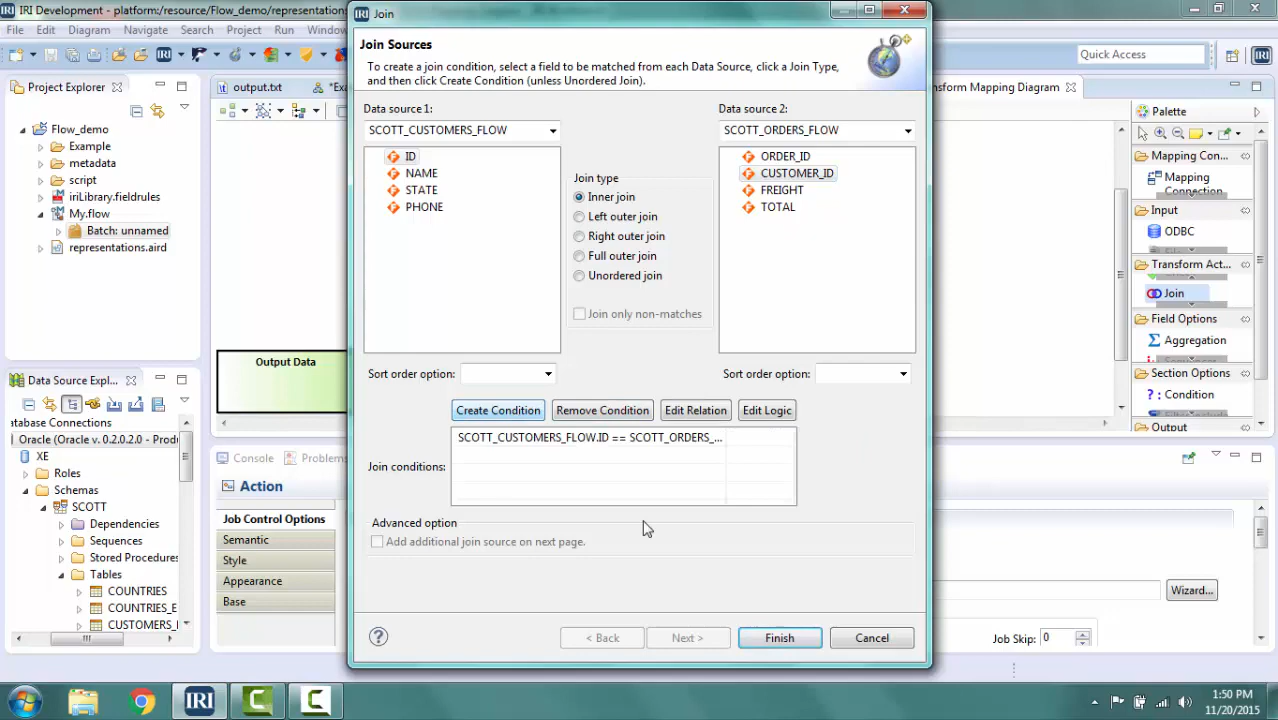 IRI Development - platform:/resource/Flow_demo/representations
File Edit Diagram Navigate Search Project Run Window
Quick Access
Project Explorer
Flow_demo
Example
metadata
script
iriLibrary.fieldrules
My.flow
Batch: unnamed
representations.aird
output.txt
Output Data
Data Source Expl...
Oracle (Oracle v. 0.2.0.2.0 - Produ
XE
Roles
Schemas
SCOTT
Dependencies
Sequences
Stored Procedure
Tables
COUNTRIES
COUNTRIES_E
CUSTOMERS_
Console Problems
Action
Job Control Options
Semantic
Style
Appearance
Base
Join
Join Sources
To create a join condition, select a field to be matched from each Data Source, click a Join Type,
and then click Create Condition (unless Unordered Join).
Data source 1:
SCOTT_CUSTOMERS_FLOW
ID
NAME
STATE
PHONE
Join type
Inner join
Left outer join
Right outer join
Full outer join
Unordered join
Join only non-matches
Data source 2:
SCOTT_ORDERS_FLOW
ORDER_ID
CUSTOMER_ID
FREIGHT
TOTAL
Sort order option:
Sort order option:
Create Condition Remove Condition Edit Relation Edit Logic
Join conditions:
SCOTT_CUSTOMERS_FLOW.ID == SCOTT_ORDERS_...
Advanced option
Add additional join source on next page.
< Back Next > Finish Cancel
Mapping Diagram
Palette
Mapping Con...
Mapping
Connection
Input
ODBC
Transform Act...
Join
Field Options
Aggregation
Section Options
Condition
Output
Wizard...
Job Skip: 0
1:50 PM
11/20/2015